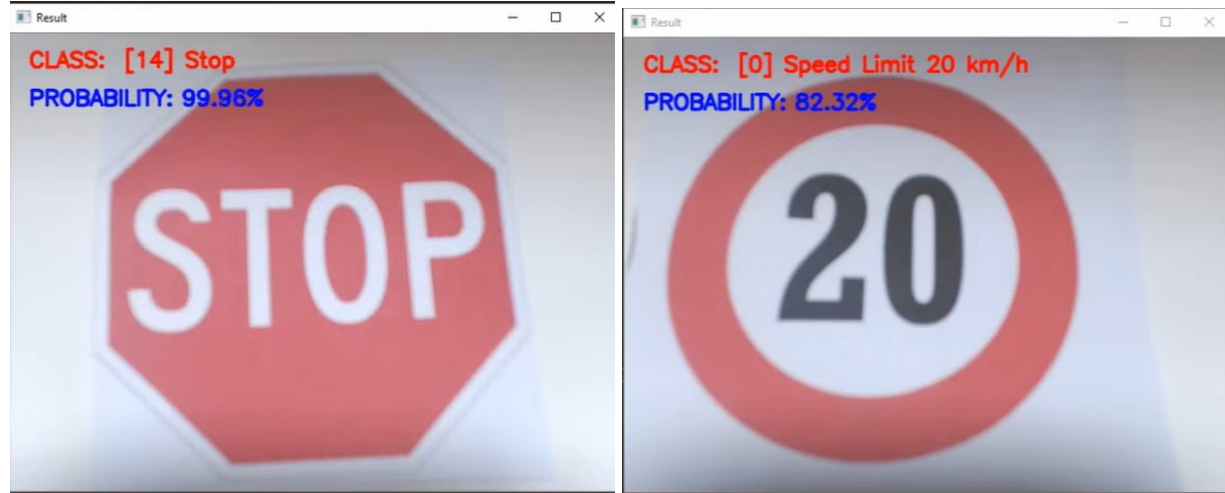 Result
CLASS: [14] Stop
PROBABILITY: 99.96%
STOP
Result
CLASS: [0] Speed Limit 20 km/h
PROBABILITY: 82.32%
20